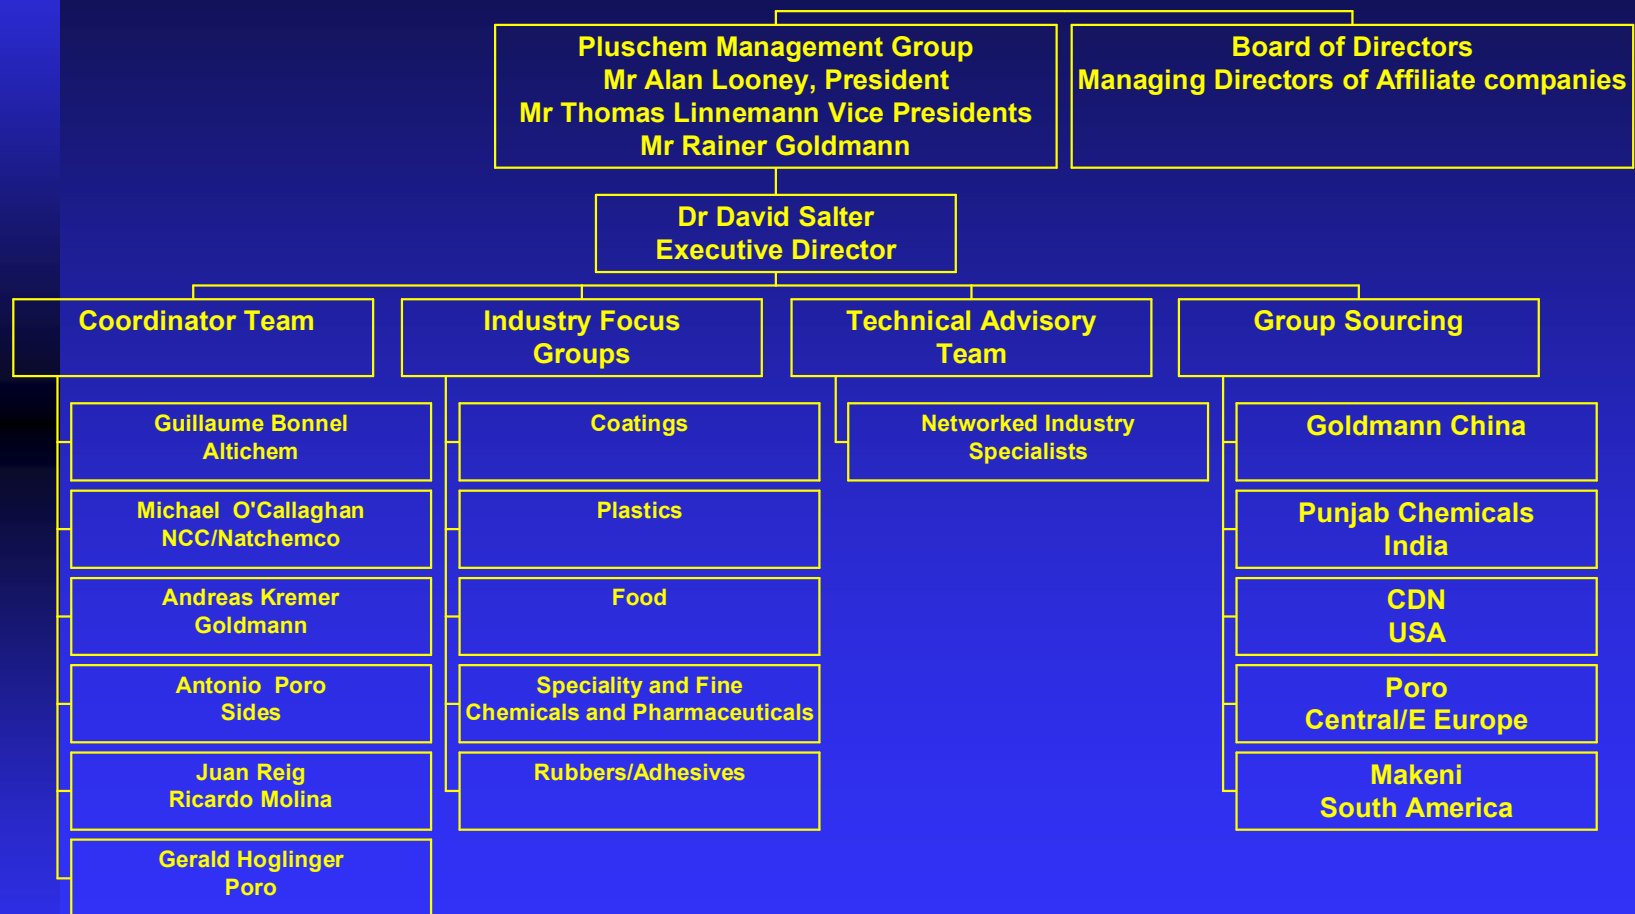 Pluschem Management Group
Mr Alan Looney, President
Mr Thomas Linnemann Vice Presidents
Mr Rainer Goldmann
Board of Directors
Managing Directors of Affiliate companies
Dr David Salter
Executive Director
Coordinator Team
Guillaume Bonnel
Altichem
Michael O'Callaghan
NCC/Natchemco
Andreas Kremer
Goldmann
Antonio Poro
Sides
Juan Reig
Ricardo Molina
Gerald Hoglinger
Poro
Industry Focus
Groups
Coatings
Plastics
Food
Speciality and Fine
Chemicals and Pharmaceuticals
Rubbers/Adhesives
Technical Advisory
Team
Networked Industry
Specialists
Group Sourcing
Goldmann China
Punjab Chemicals
India
CDN
USA
Poro
Central/E Europe
Makeni
South America